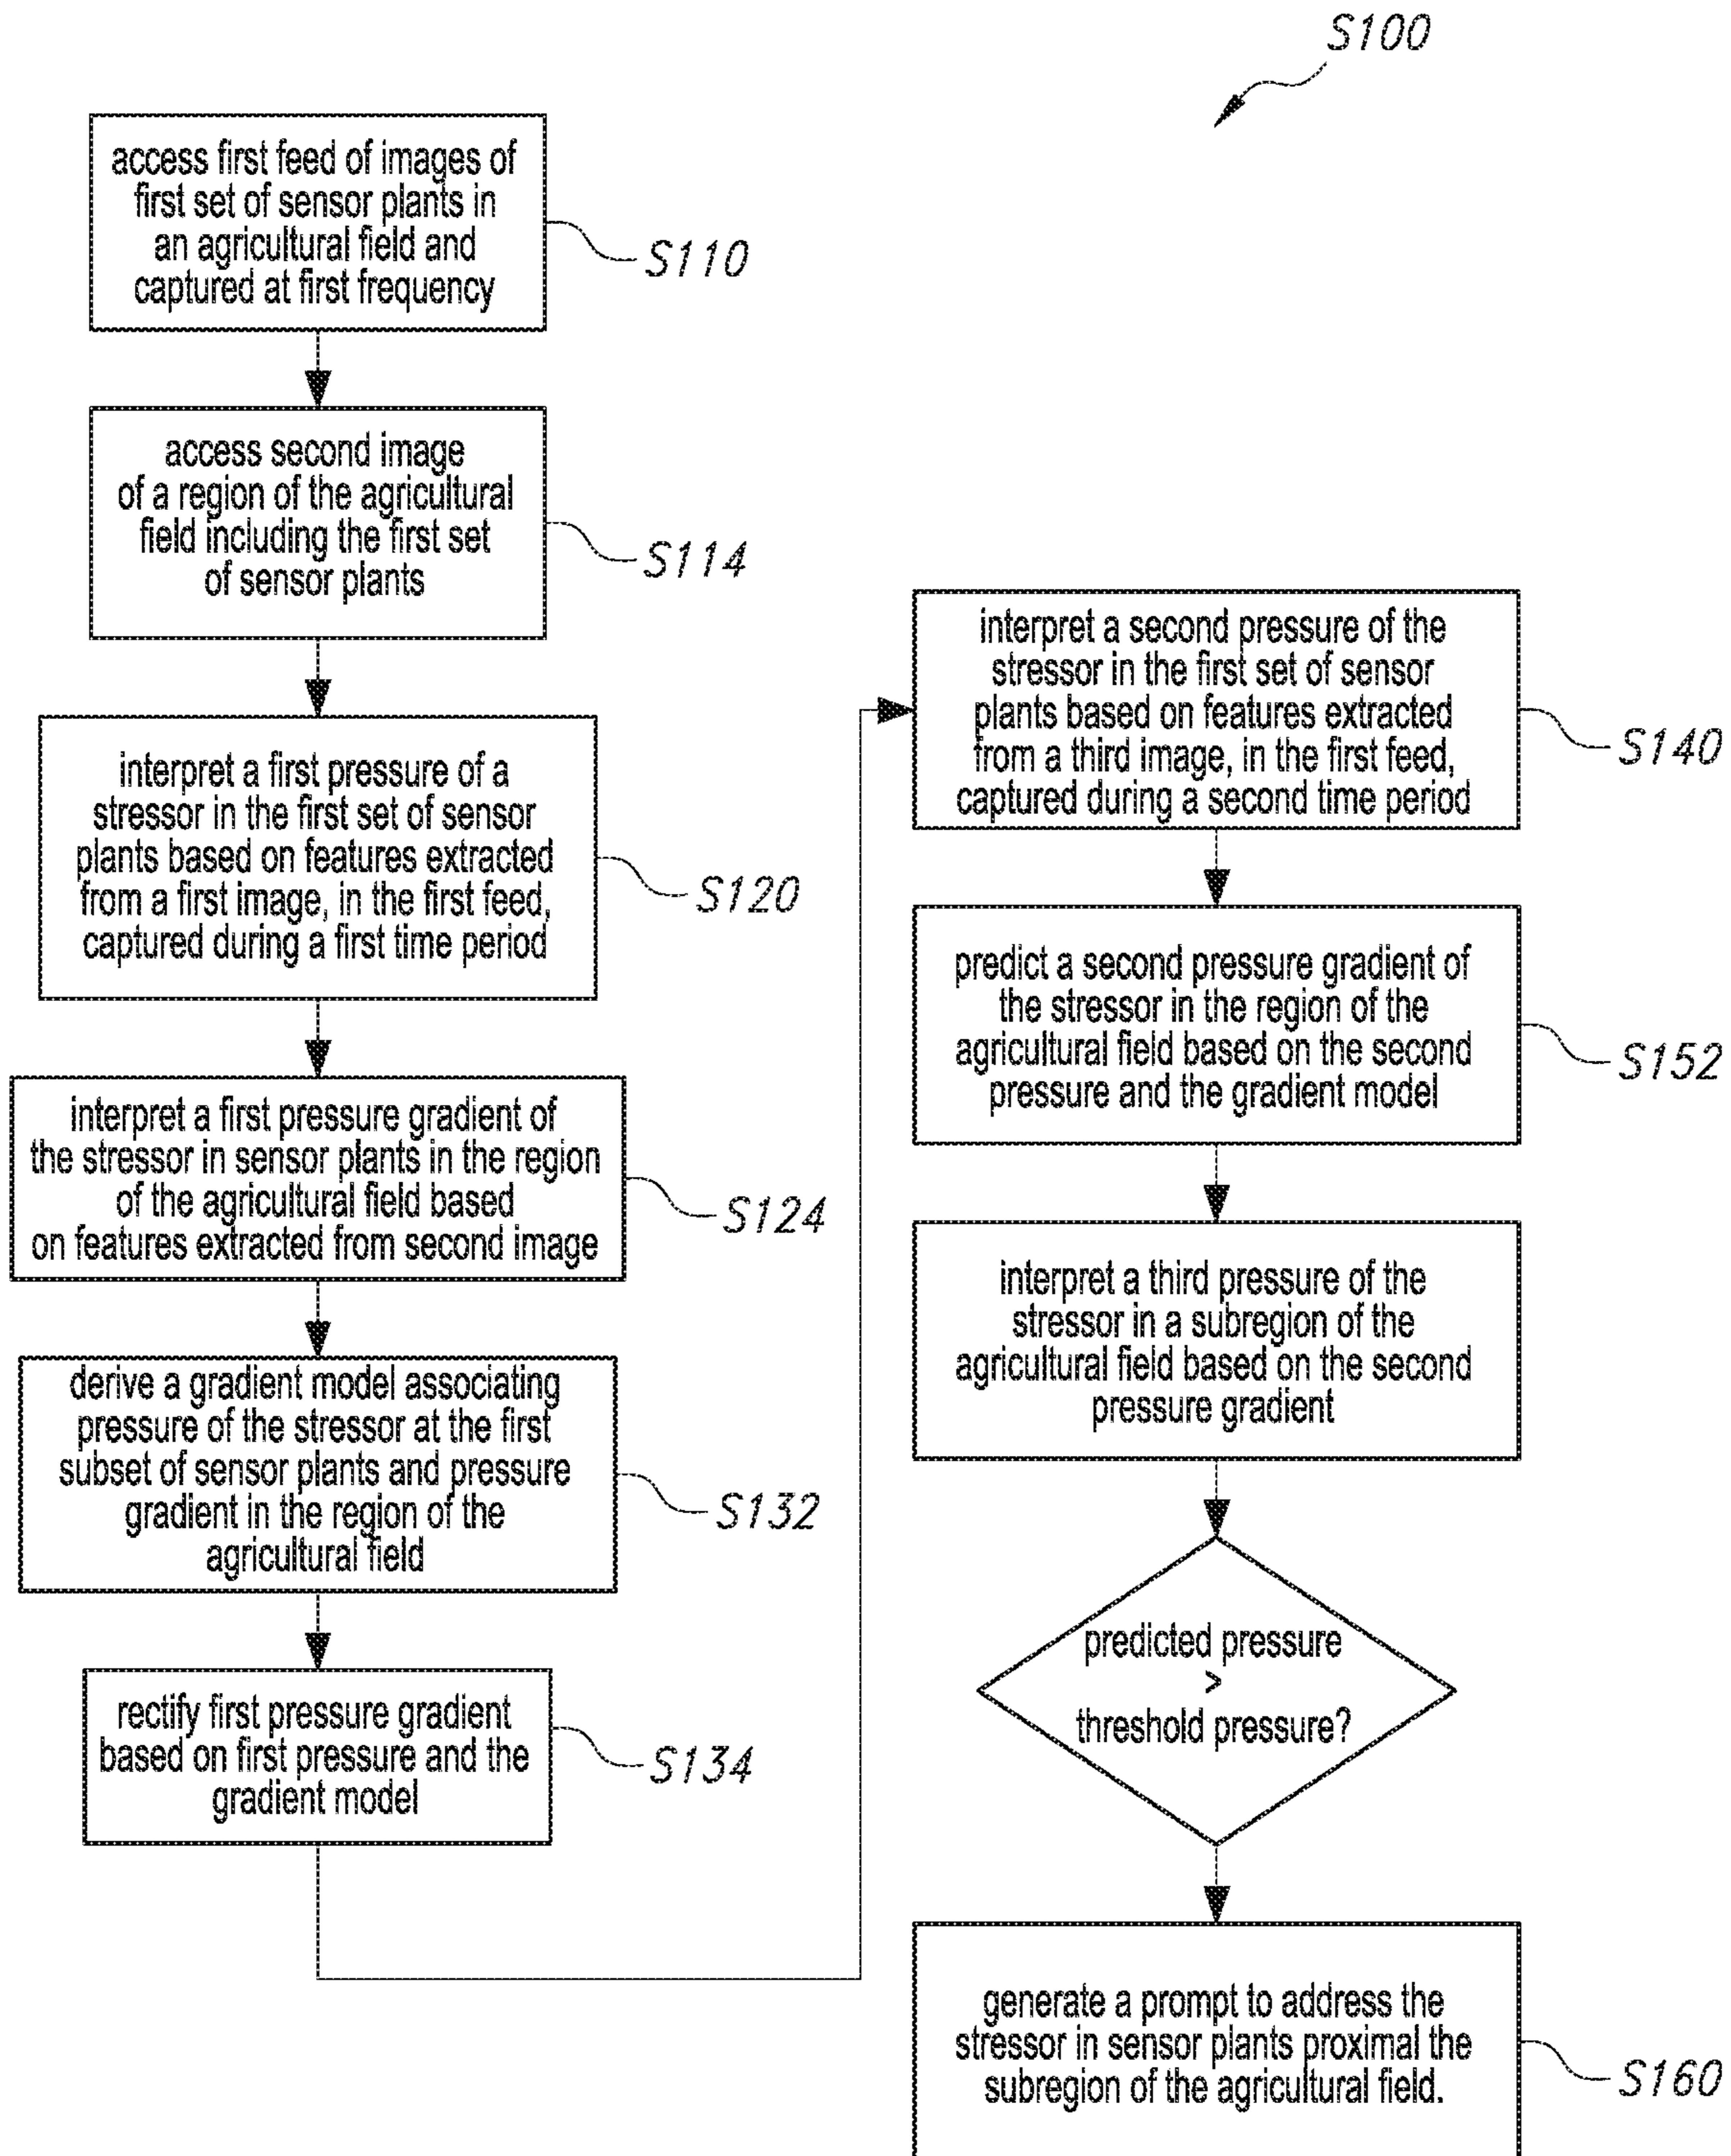 S100
access first feed of images of
first set of sensor plants in
an agricultural field and
captured at first frequency
S110
access second image
of a region of the agricultural
field including the first set
of sensor plants
S114
interpret a first pressure of a
stressor in the first set of sensor
plants based on features extracted
from a first image, in the first feed,
captured during a first time period
S120
interpret a first pressure gradient of
the stressor in sensor plants in the region
of the agricultural field based
on features extracted from second image
S124
derive a gradient model associating
pressure of the stressor at the first
subset of sensor plants and pressure
gradient in the region of the
agricultural field
S132
rectify first pressure gradient
based on first pressure and the
gradient model
S134
interpret a second pressure of the
stressor in the first set of sensor
plants based on features extracted
from a third image, in the first feed,
captured during a second time period
S140
predict a second pressure gradient of
the stressor in the region of the
agricultural field based on the second
pressure and the gradient model
S152
interpret a third pressure of the
stressor in a subregion of the
agricultural field based on the second
pressure gradient
predicted pressure
>
threshold pressure?
generate a prompt to address the
stressor in sensor plants proximal the
subregion of the agricultural field.
S160